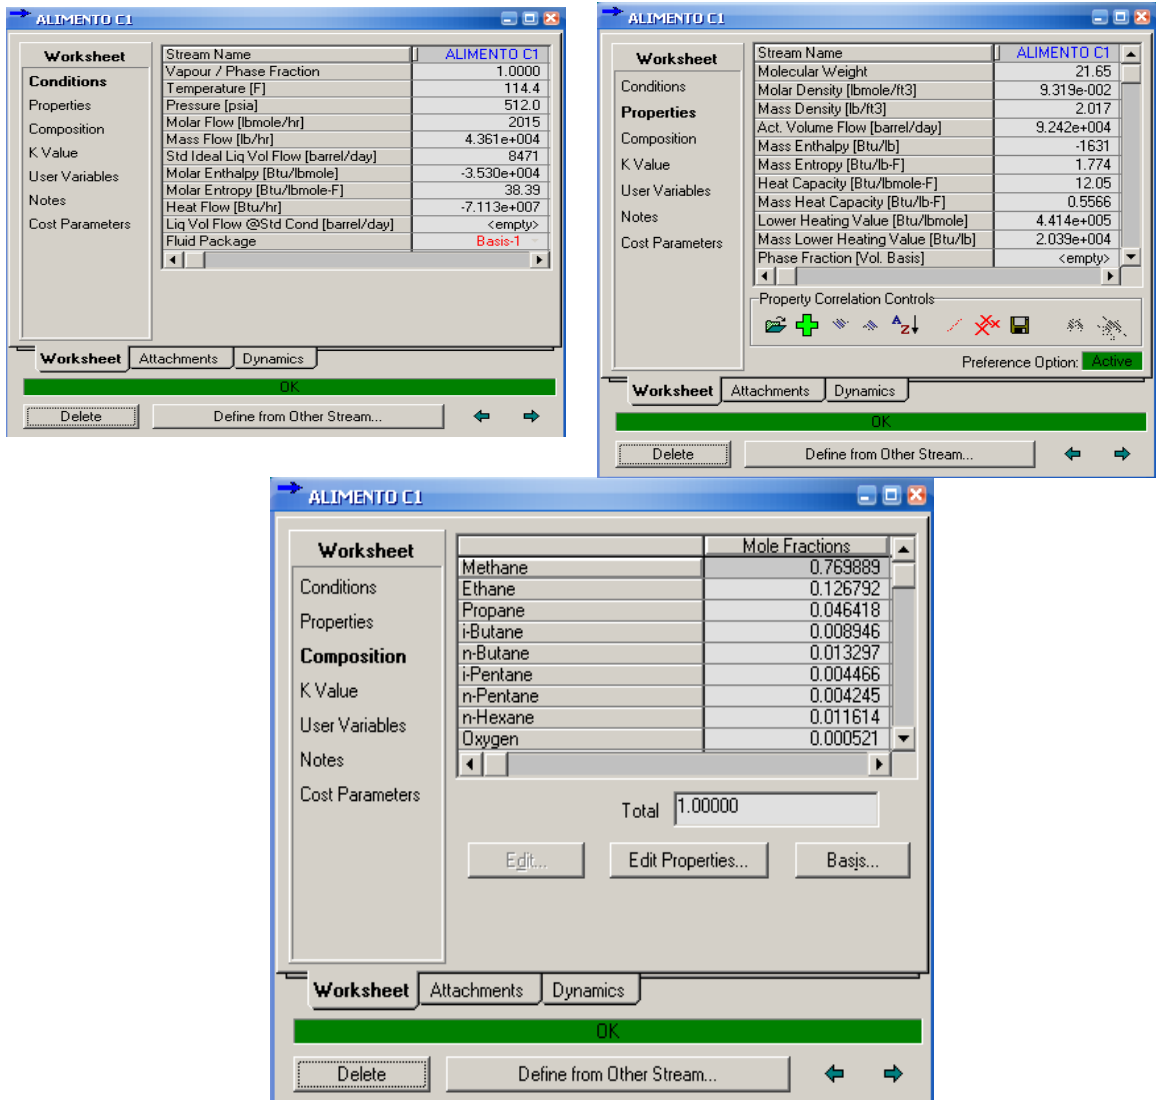 ALIMENTO C1
Worksheet
Conditions
Properties
Composition
K Value
User Variables
Notes
Cost Parameters
Stream Name ALIMENTO C1
Vapour / Phase Fraction 1.0000
Temperature [F] 114.4
Pressure [psia] 512.0
Molar Flow [lbmole/hr] 2015
Mass Flow [lb/hr] 4.361e+004
Std Ideal Liq Vol Flow [barrel/day] 8471
Molar Enthalpy [Btu/lbmole] -3.530e+004
Molar Entropy [Btu/lbmole-F] 38.39
Heat Flow [Btu/hr] -7.113e+007
Liq Vol Flow @Std Cond [barrel/day] <empty>
Fluid Package Basis-1
Worksheet Attachments Dynamics
OK
Delete Define from Other Stream...
ALIMENTO C1
Worksheet
Conditions
Properties
Composition
K Value
User Variables
Notes
Cost Parameters
Stream Name ALIMENTO C1
Molecular Weight 21.65
Molar Density [lbmole/ft3] 9.319e-002
Mass Density [lb/ft3] 2.017
Act. Volume Flow [barrel/day] 9.242e+004
Mass Enthalpy [Btu/lb] -1631
Mass Entropy [Btu/lb-F] 1.774
Heat Capacity [Btu/lbmole-F] 12.05
Mass Heat Capacity [Btu/lb-F] 0.5566
Lower Heating Value [Btu/lbmole] 4.414e+005
Mass Lower Heating Value [Btu/lb] 2.039e+004
Phase Fraction [Vol. Basis] <empty>
Property Correlation Controls
Preference Option: Active
Worksheet Attachments Dynamics
OK
Delete Define from Other Stream...
ALIMENTO C1
Worksheet
Conditions
Properties
Composition
K Value
User Variables
Notes
Cost Parameters
Mole Fractions
Methane 0.769889
Ethane 0.126792
Propane 0.046418
i-Butane 0.008946
n-Butane 0.013297
i-Pentane 0.004466
n-Pentane 0.004245
n-Hexane 0.011614
Oxygen 0.000521
Total 1.00000
Edit... Edit Properties... Basis...
Worksheet Attachments Dynamics
OK
Delete Define from Other Stream...